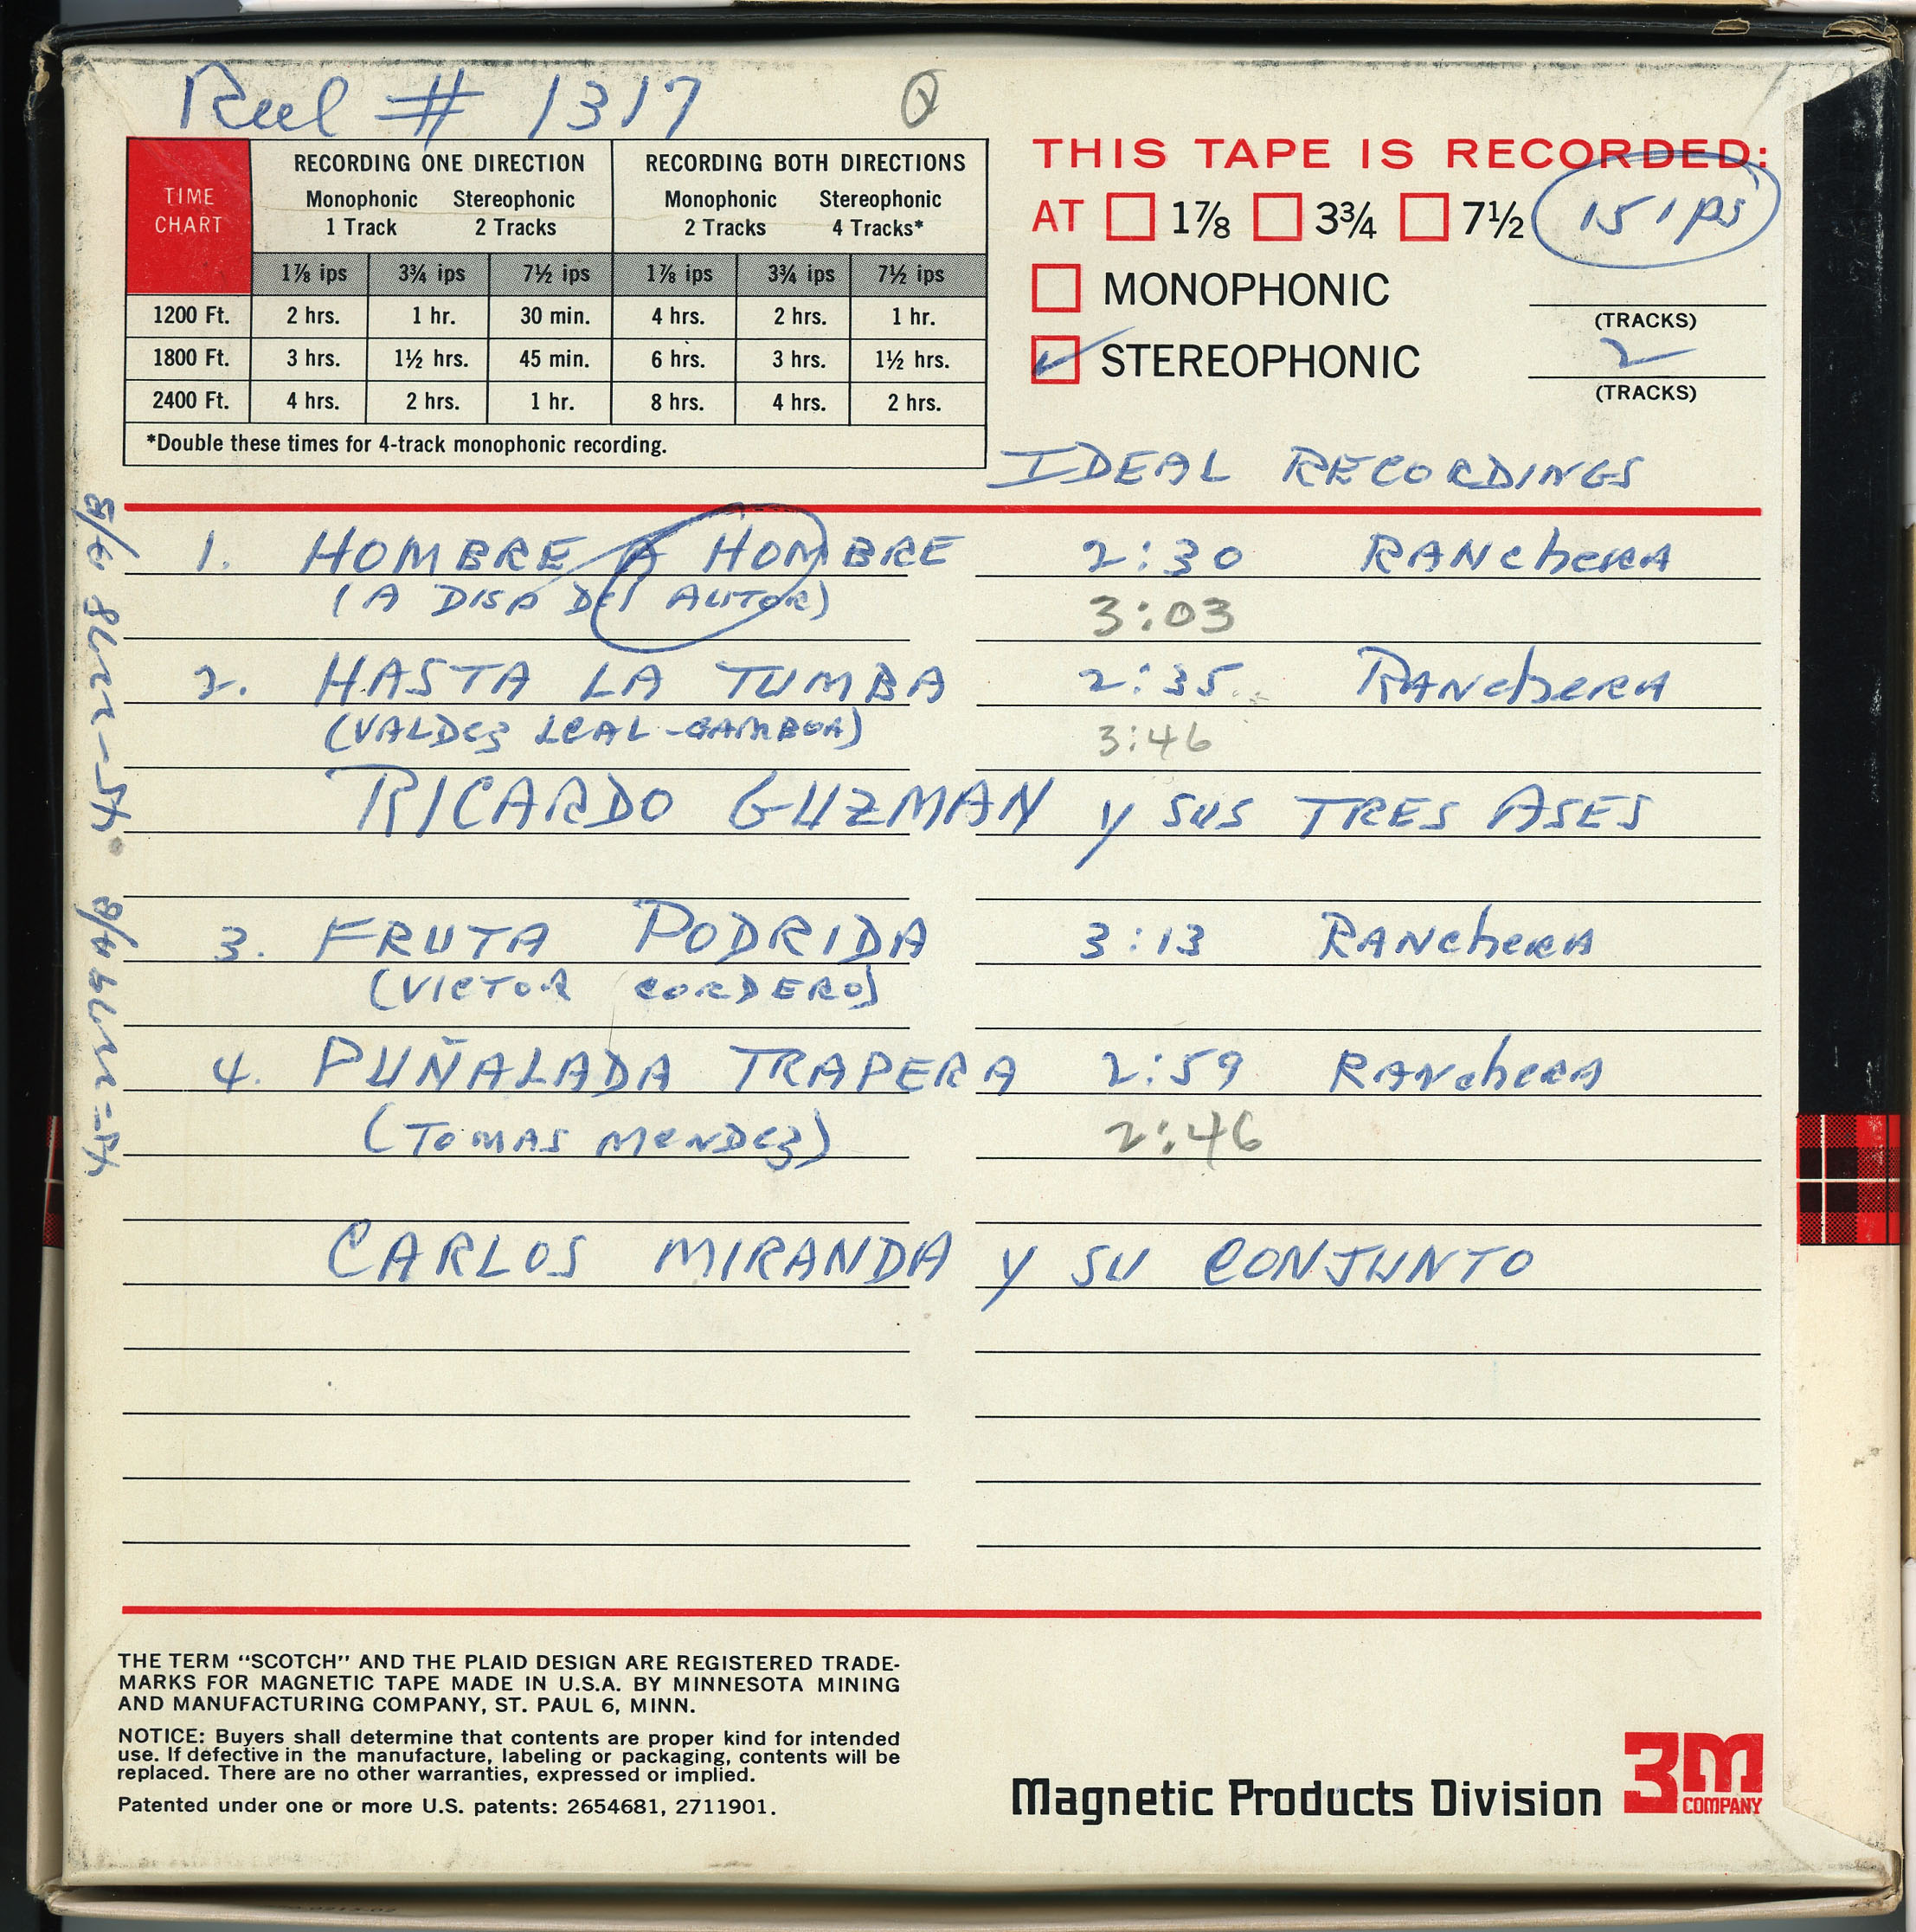 Reel # 1317
TIME CHART
RECORDING ONE DIRECTION RECORDING BOTH DIRECTIONS
Monophonic 1 Track Stereophonic 2 Tracks Monophonic 2 Tracks Stereophonic 4 Tracks*
1⅞ ips 3¾ ips 7½ ips 1⅞ ips 3¾ ips 7½ ips
1200 Ft. 2 hrs. 1 hr. 30 min. 4 hrs. 2 hrs. 1 hr.
1800 Ft. 3 hrs. 1½ hrs. 45 min. 6 hrs. 3 hrs. 1½ hrs.
2400 Ft. 4 hrs. 2 hrs. 1 hr. 8 hrs. 4 hrs. 2 hrs.
*Double these times for 4-track monophonic recording.
THIS TAPE IS RECORDED:
AT 1⅞ 3¾ 7½ 15 ips
MONOPHONIC
(TRACKS)
STEREOPHONIC 2
(TRACKS)
IDEAL RECORDINGS
1. HOMBRE A HOMBRE 2:30 RANchERA
(A DISP DEL AUTOR) 3:03
2. HASTA LA TUMBA 2:35 RANchERA
(VALDEZ LEAL-GAMBOA) 3:46
RICARDO GUZMAN y SUS TRES ASES
3. FRUTA PODRIDA 3:13 RANchERA
(VICTOR CORDERO)
4. PUÑALADA TRAPERA 2:59 RANchERA
(TOMAS MENDEZ) 2:46
CARLOS MIRANDA y SU CONJUNTO
THE TERM “SCOTCH” AND THE PLAID DESIGN ARE REGISTERED TRADE-
MARKS FOR MAGNETIC TAPE MADE IN U.S.A. BY MINNESOTA MINING
AND MANUFACTURING COMPANY, ST. PAUL 6, MINN.
NOTICE: Buyers shall determine that contents are proper kind for intended
use. If defective in the manufacture, labeling or packaging, contents will be
replaced. There are no other warranties, expressed or implied.
Patented under one or more U.S. patents: 2654681, 2711901.
Magnetic Products Division 3M COMPANY